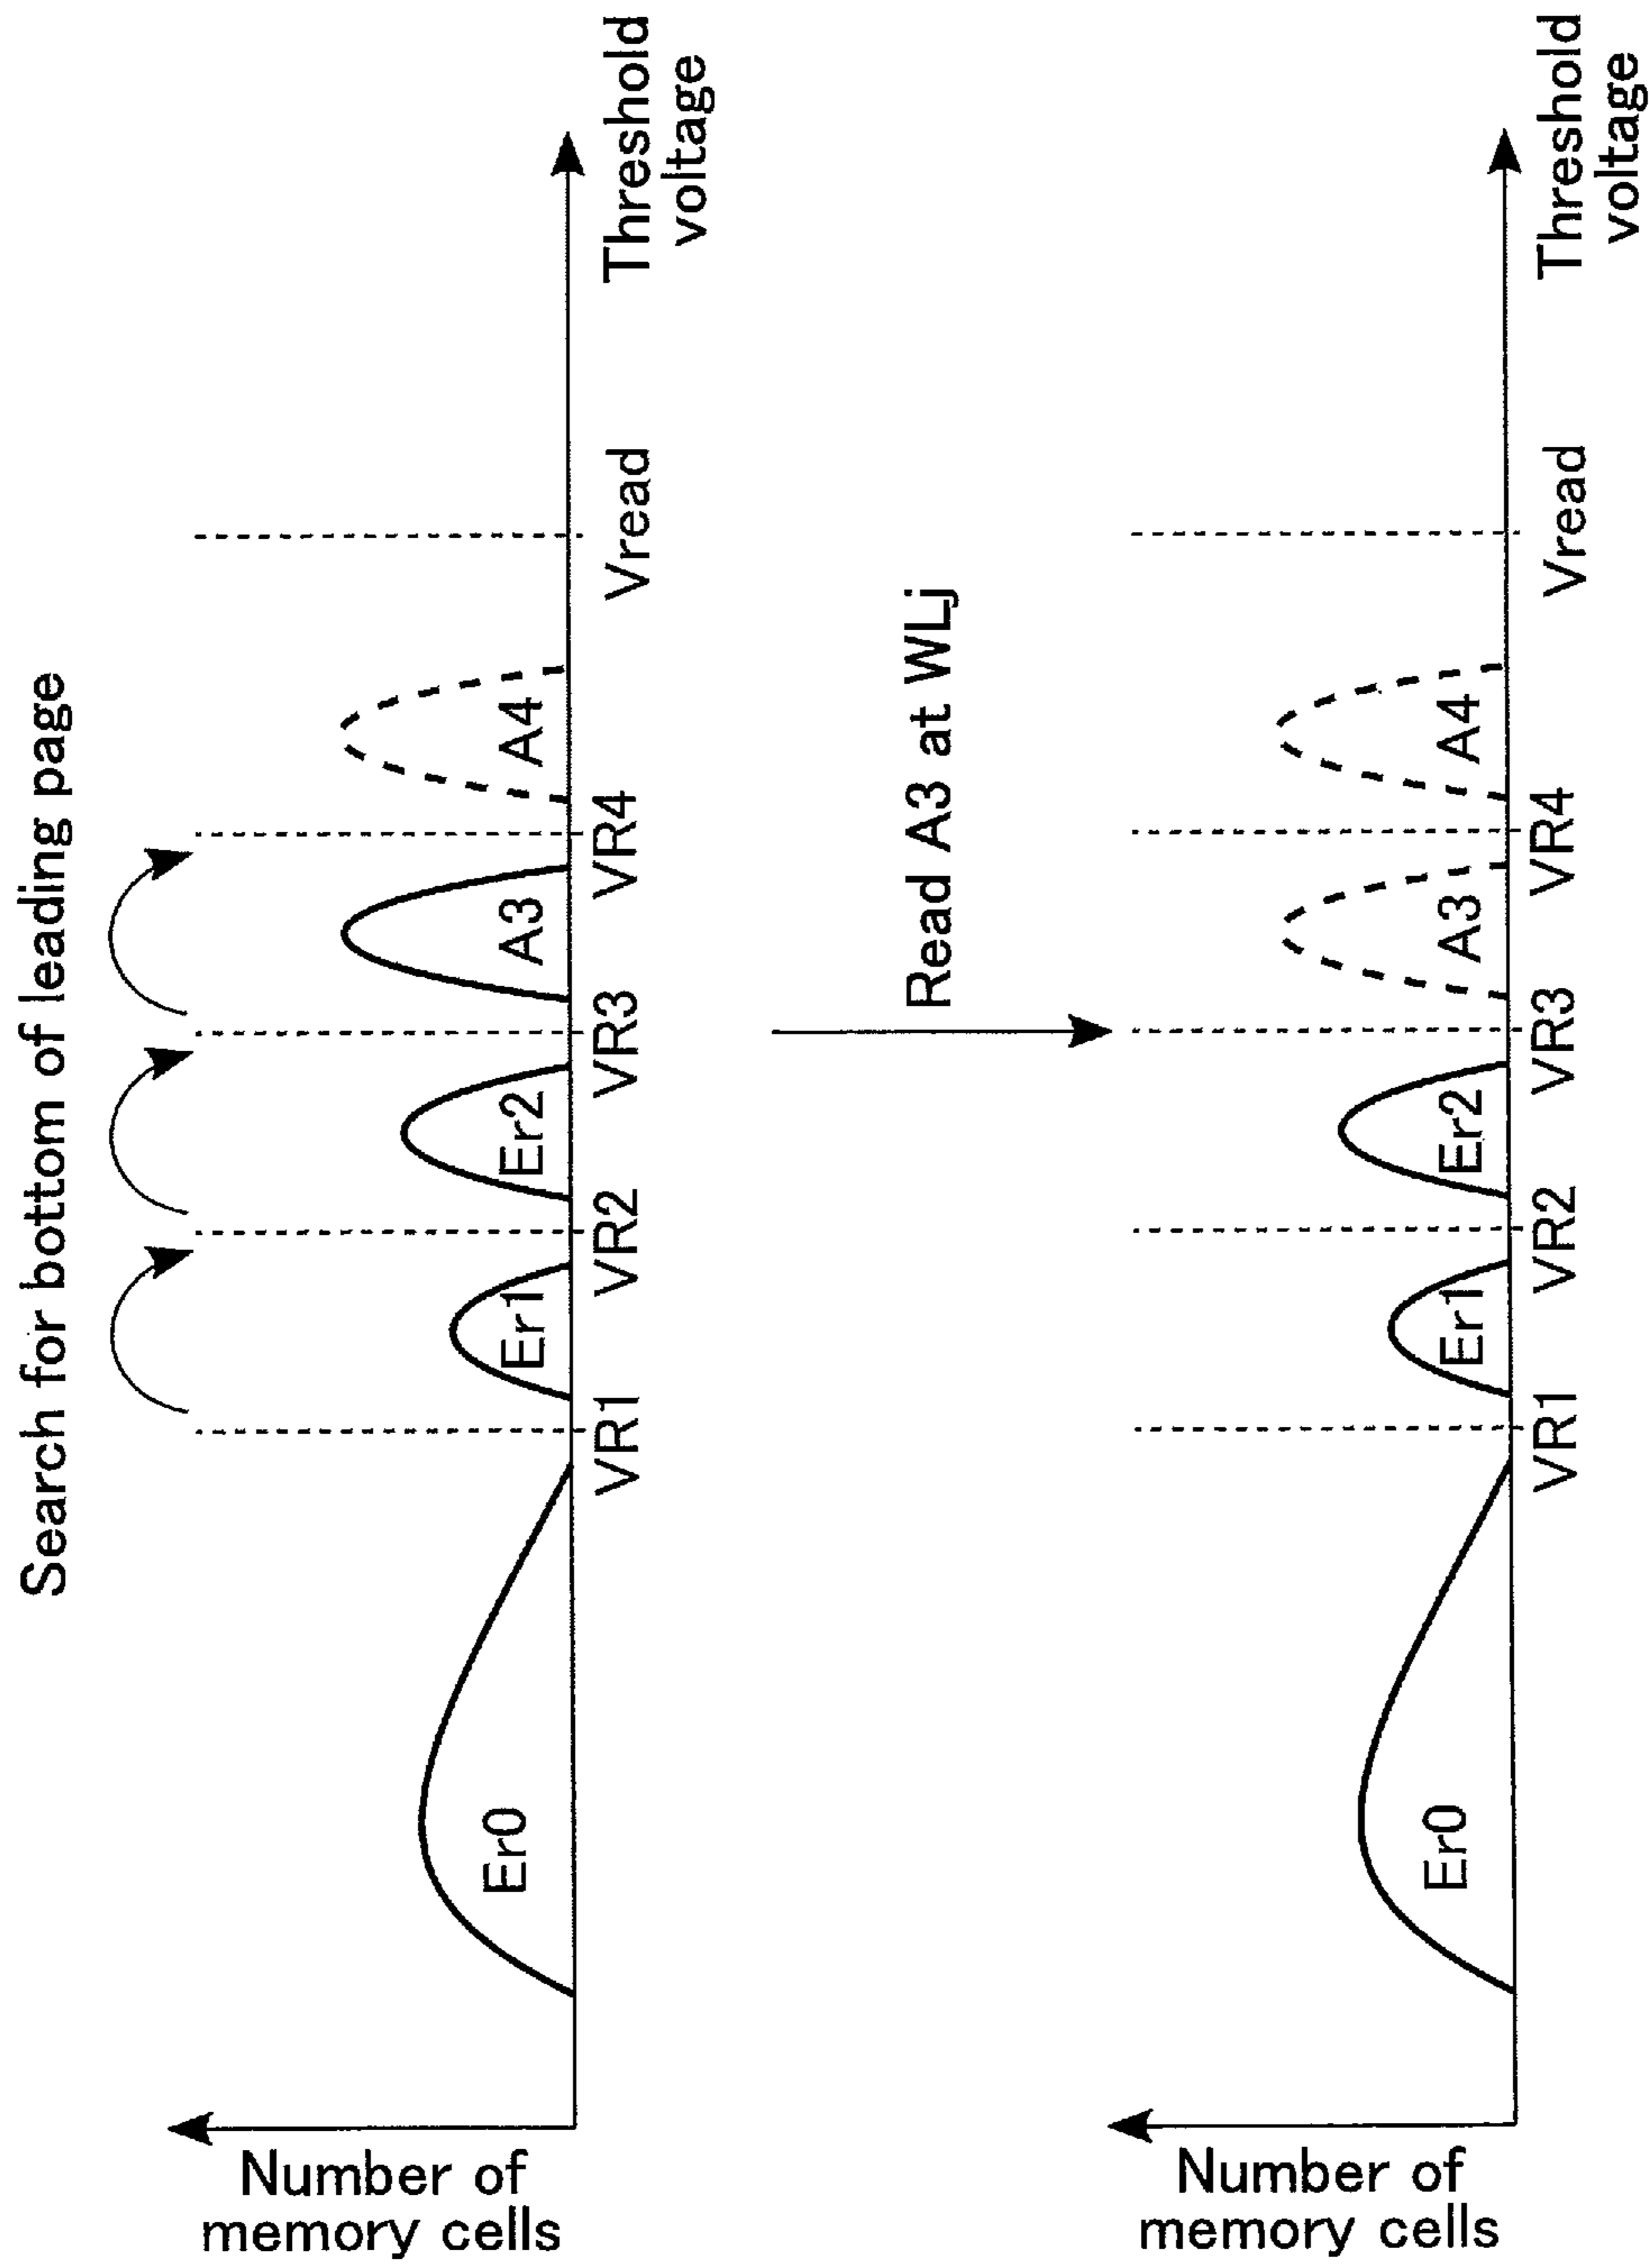 Search for bottom of leading page
Number of
memory cells
Er0
Er1
Er2
A3
A4
VR1
VR2
VR3
VR4
Vread
Threshold
voltage
Read A3 at WLj
Number of
memory cells
Er0
Er1
Er2
A3
A4
VR1
VR2
VR3
VR4
Vread
Threshold
voltage